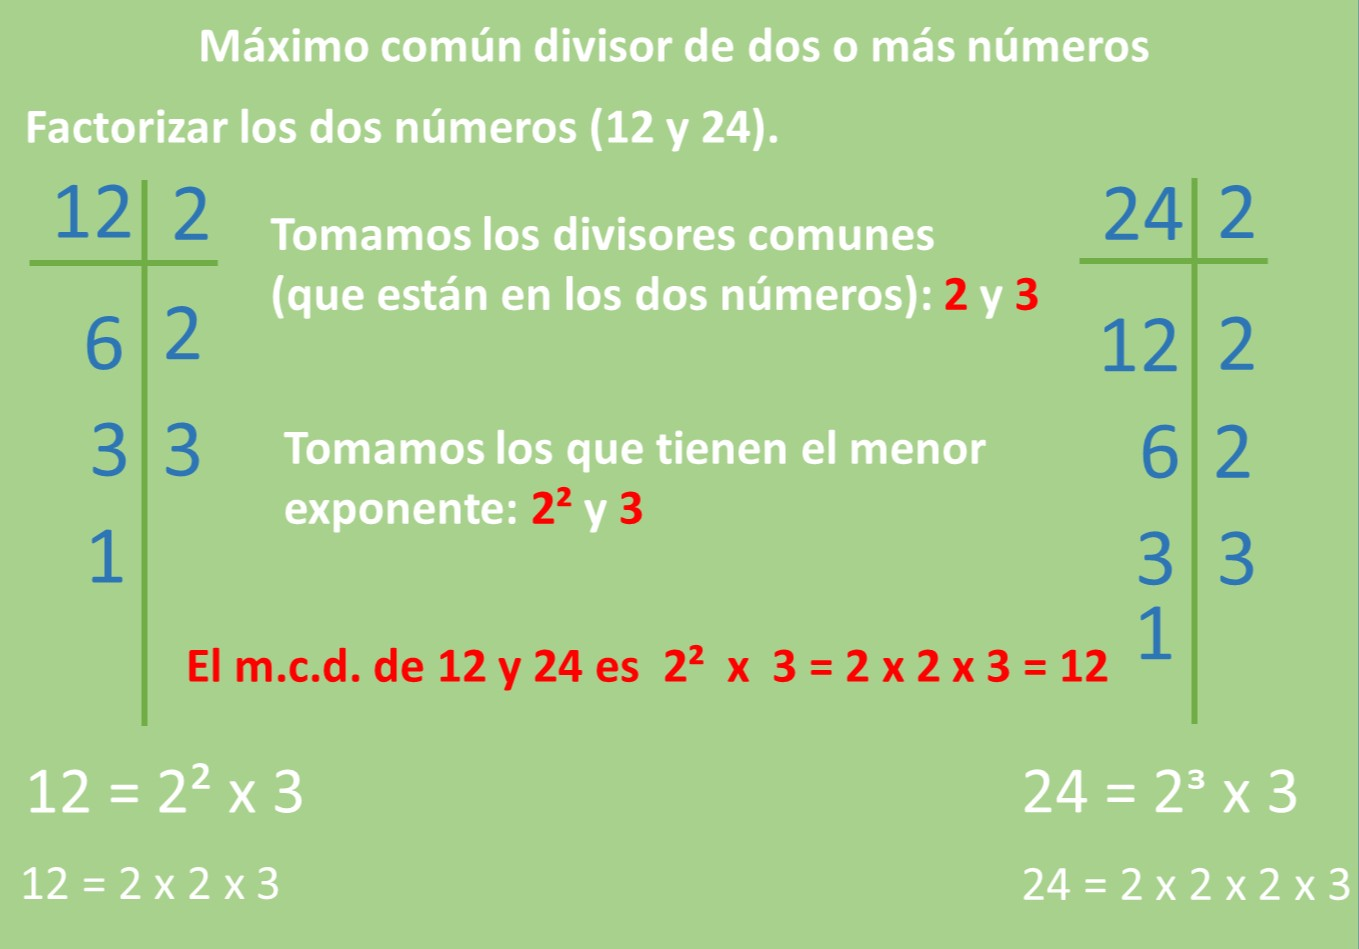 Máximo común divisor de dos o más números
Factorizar los dos números (12 y 24).
12 2
6 2
3 3
1
Tomamos los divisores comunes
(que están en los dos números): 2 y 3
Tomamos los que tienen el menor
exponente: 2² y 3
24 2
12 2
6 2
3 3
1
El m.c.d. de 12 y 24 es 2² x 3 = 2 x 2 x 3 = 12
12 = 2² x 3
12 = 2 x 2 x 3
24 = 2³ x 3
24 = 2 x 2 x 2 x 3